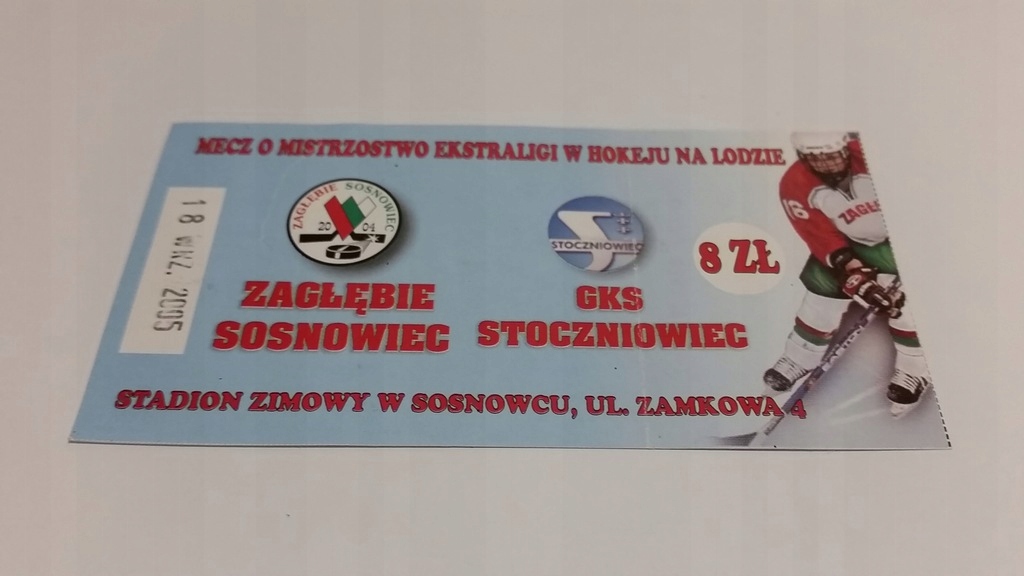 MECZ O MISTRZOSTWO EKSTRALIGI W HOKEJU NA LODZIE
18 WRZ. 2005
ZAGŁĘBIE SOSNOWIEC
20 04
S
STOCZNIOWIEC
8 ZŁ
16
ZAGŁĘ
ZAGŁĘBIE
SOSNOWIEC
GKS
STOCZNIOWIEC
STADION ZIMOWY W SOSNOWCU, UL. ZAMKOWA 4